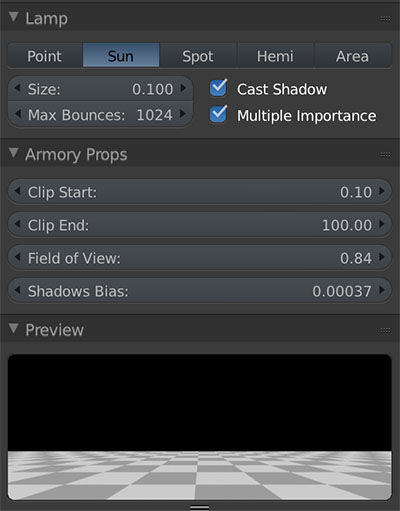 Lamp
Point Sun Spot Hemi Area
Size: 0.100 Cast Shadow
Max Bounces: 1024 Multiple Importance
Armory Props
Clip Start: 0.10
Clip End: 100.00
Field of View: 0.84
Shadows Bias: 0.00037
Preview